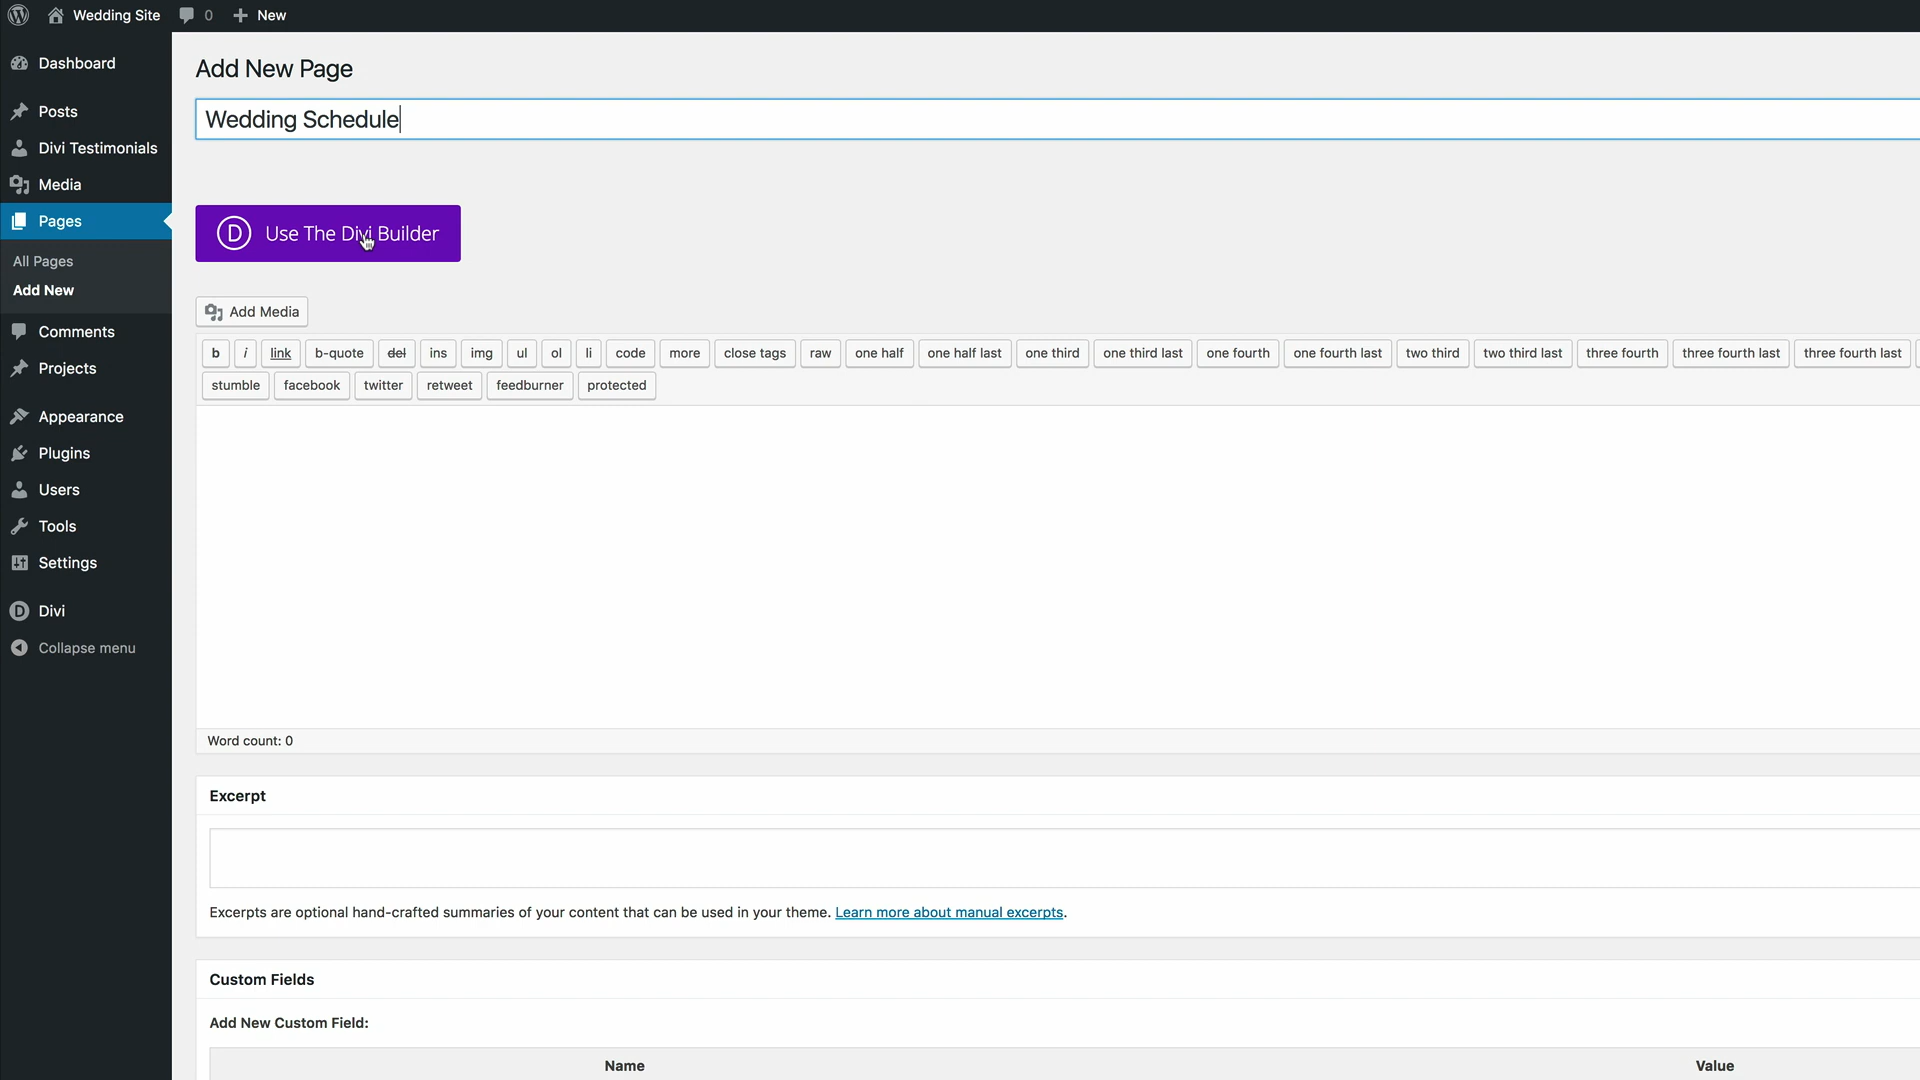 Wedding Site
0
New
Dashboard
Posts
Divi Testimonials
Media
Pages
All Pages
Add New
Comments
Projects
Appearance
Plugins
Users
Tools
Settings
Divi
Collapse menu
Add New Page
Wedding Schedule
D Use The Divi Builder
Add Media
b i link b-quote del ins img ul ol li code more close tags raw one half one half last one third one third last one fourth one fourth last two third two third last three fourth three fourth last three fourth last
stumble facebook twitter retweet feedburner protected
Word count: 0
Excerpt
Excerpts are optional hand-crafted summaries of your content that can be used in your theme. Learn more about manual excerpts.
Custom Fields
Add New Custom Field:
Name Value